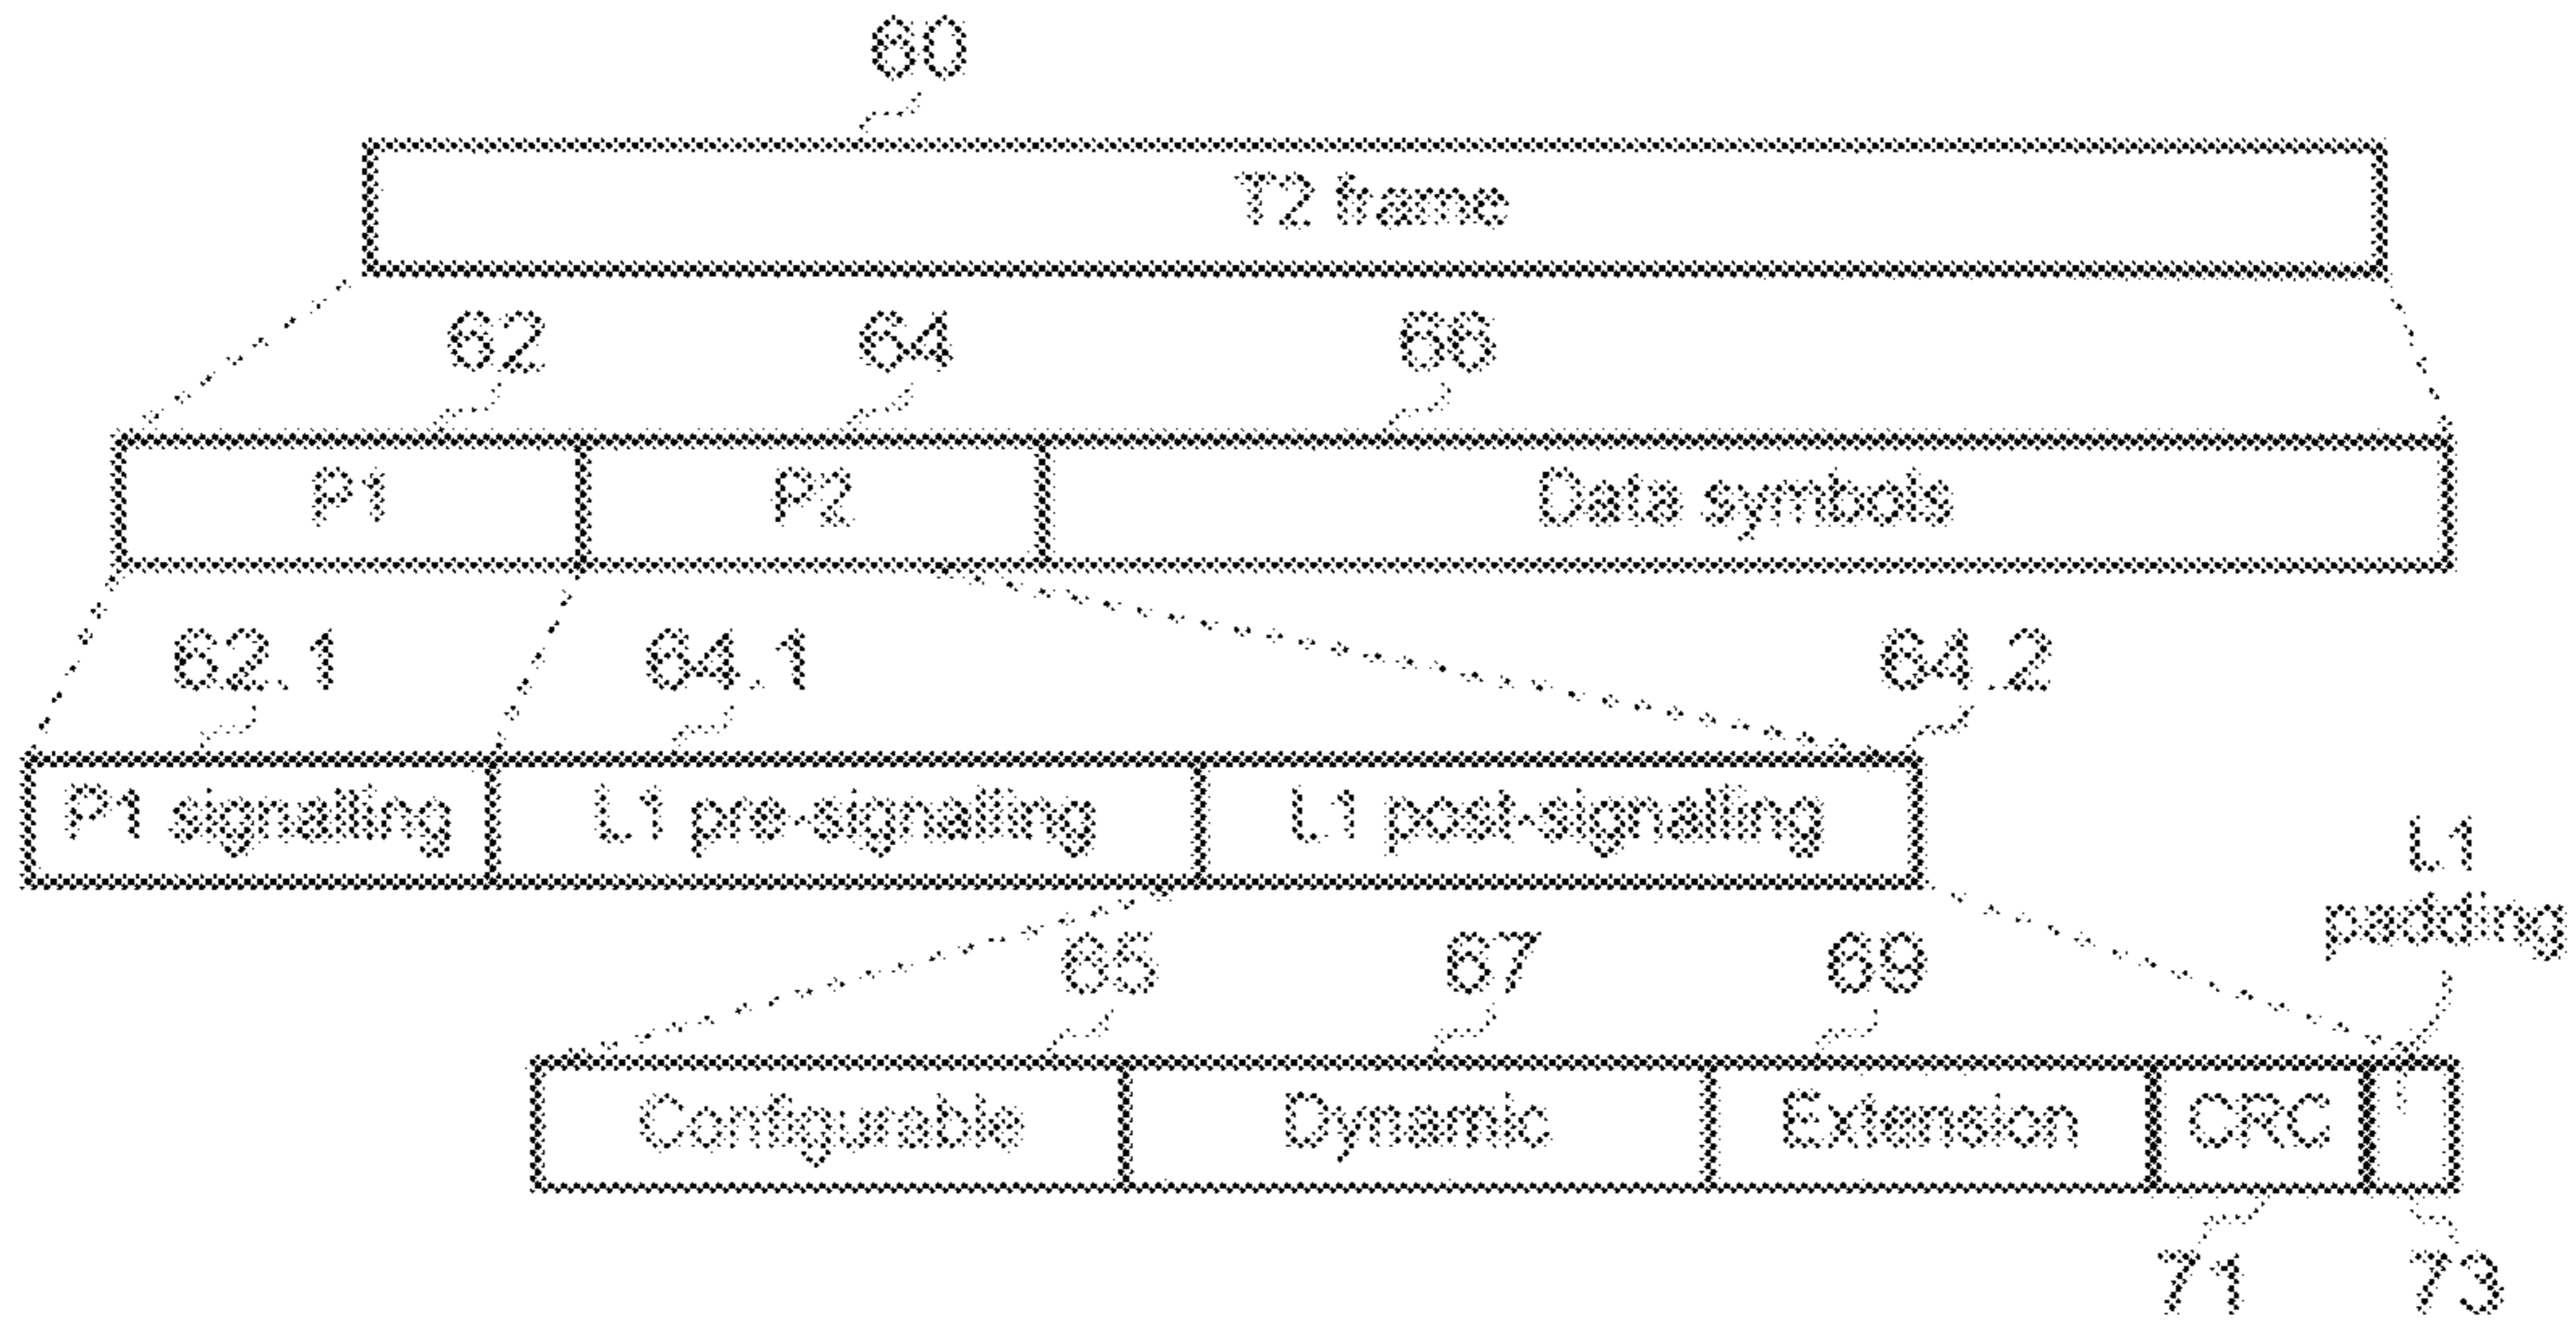 60
T2 frame
62 64 66
P1 P2 Data symbols
62.1 64.1 64.2
P1 signalling L1 pre-signalling L1 post-signalling
L1
padding
65 67 69
Configurable Dynamic Extension CRC
71 73